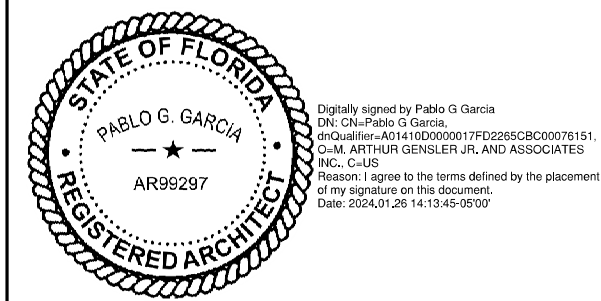 STATE OF FLORIDA
PABLO G. GARCIA
AR99297
REGISTERED ARCHITECT
Digitally signed by Pablo G Garcia
DN: CN=Pablo G Garcia,
dnQualifier=A01410D0000017FD2265CBC00076151,
O=M. ARTHUR GENSLER JR. AND ASSOCIATES
INC., C=US
Reason: I agree to the terms defined by the placement
of my signature on this document.
Date: 2024.01.26 14:13:45-05'00'